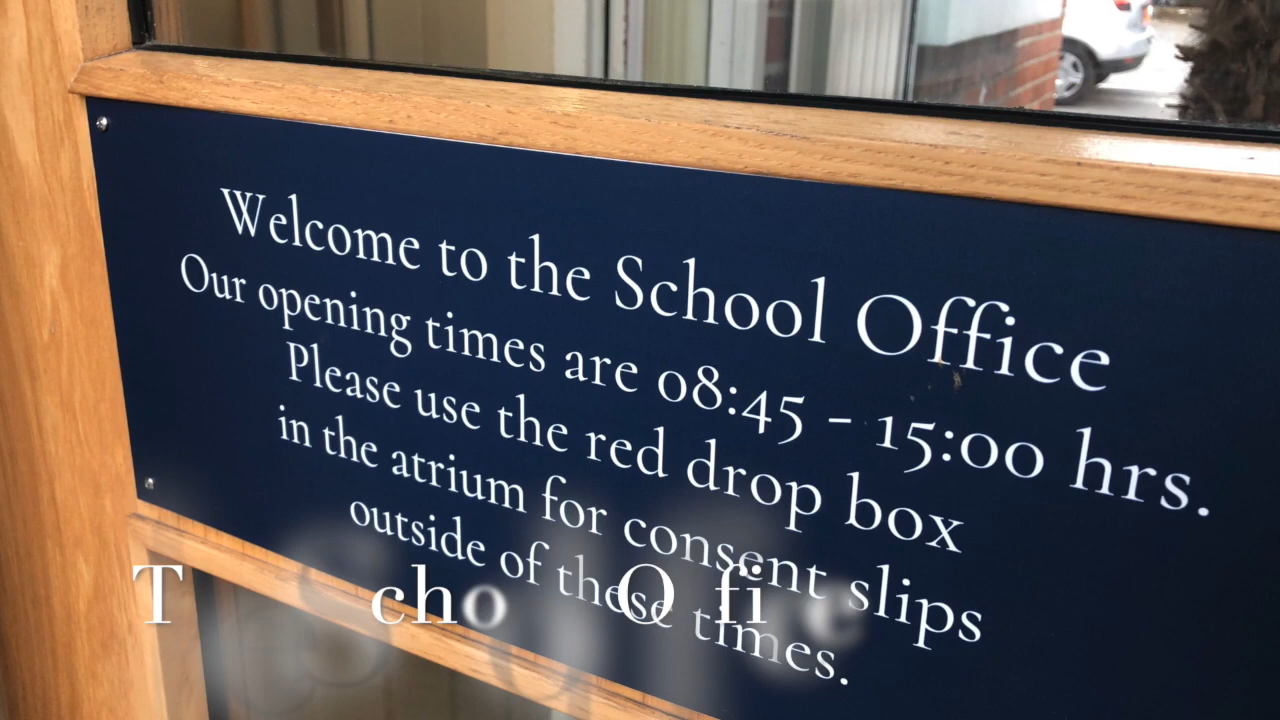 Welcome to the School Office
Our opening times are 08:45 - 15:00 hrs.
Please use the red drop box
in the atrium for consent slips
outside of these times.